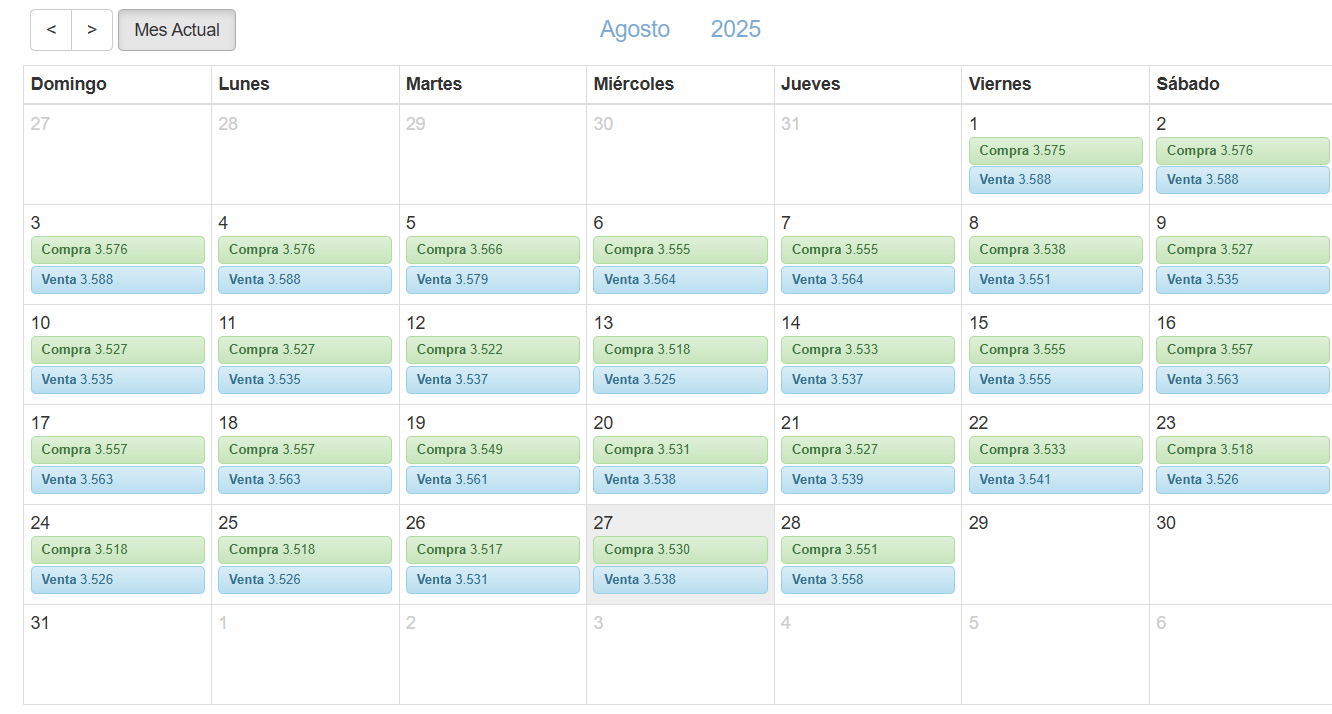 < > Mes Actual Agosto 2025
Domingo Lunes Martes Miércoles Jueves Viernes Sábado
27 28 29 30 31 1 2
Compra 3.575 Compra 3.576
Venta 3.588 Venta 3.588
3 4 5 6 7 8 9
Compra 3.576 Compra 3.576 Compra 3.566 Compra 3.555 Compra 3.555 Compra 3.538 Compra 3.527
Venta 3.588 Venta 3.588 Venta 3.579 Venta 3.564 Venta 3.564 Venta 3.551 Venta 3.535
10 11 12 13 14 15 16
Compra 3.527 Compra 3.527 Compra 3.522 Compra 3.518 Compra 3.533 Compra 3.555 Compra 3.557
Venta 3.535 Venta 3.535 Venta 3.537 Venta 3.525 Venta 3.537 Venta 3.555 Venta 3.563
17 18 19 20 21 22 23
Compra 3.557 Compra 3.557 Compra 3.549 Compra 3.531 Compra 3.527 Compra 3.533 Compra 3.518
Venta 3.563 Venta 3.563 Venta 3.561 Venta 3.538 Venta 3.539 Venta 3.541 Venta 3.526
24 25 26 27 28 29 30
Compra 3.518 Compra 3.518 Compra 3.517 Compra 3.530 Compra 3.551
Venta 3.526 Venta 3.526 Venta 3.531 Venta 3.538 Venta 3.558
31 1 2 3 4 5 6